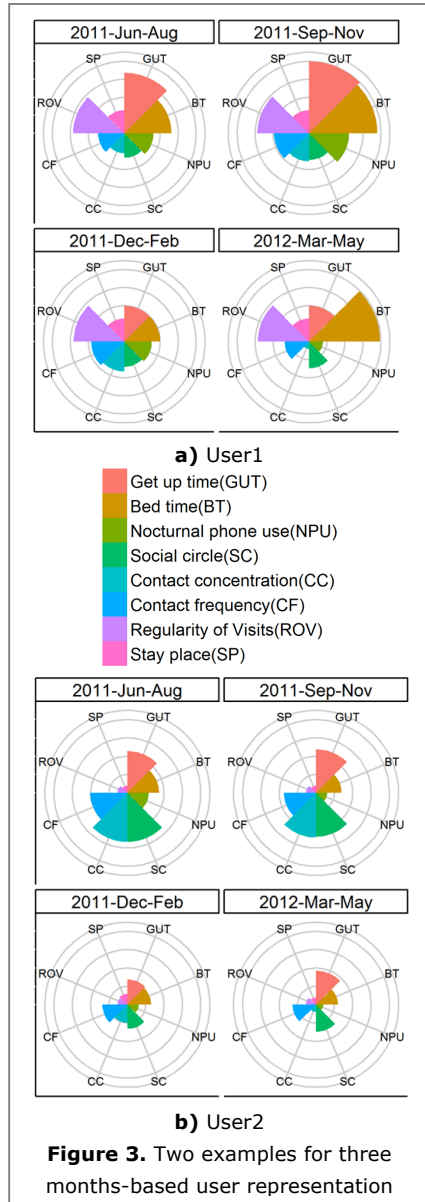 2011-Jun-Aug
2011-Sep-Nov
SP GUT
ROV BT
CF NPU
CC SC
SP GUT
ROV BT
CF NPU
CC SC
2011-Dec-Feb
2012-Mar-May
SP GUT
ROV BT
CF NPU
CC SC
SP GUT
ROV BT
CF NPU
CC SC
a) User1
Get up time(GUT)
Bed time(BT)
Nocturnal phone use(NPU)
Social circle(SC)
Contact concentration(CC)
Contact frequency(CF)
Regularity of Visits(ROV)
Stay place(SP)
2011-Jun-Aug
2011-Sep-Nov
SP GUT
ROV BT
CF NPU
CC SC
SP GUT
ROV BT
CF NPU
CC SC
2011-Dec-Feb
2012-Mar-May
SP GUT
ROV BT
CF NPU
CC SC
SP GUT
ROV BT
CF NPU
CC SC
b) User2
Figure 3. Two examples for three
months-based user representation